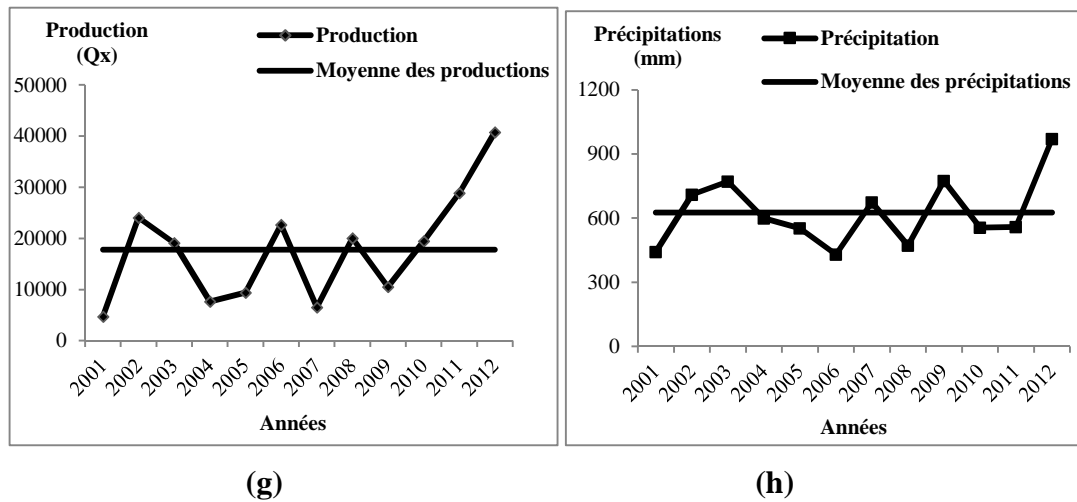 Production
(Qx)
Production
Moyenne des productions
50000
40000
30000
20000
10000
0
2001
2002
2003
2004
2005
2006
2007
2008
2009
2010
2011
2012
Années
(g)
Précipitations
(mm)
Précipitation
Moyenne des précipitations
1200
900
600
300
0
2001
2002
2003
2004
2005
2006
2007
2008
2009
2010
2011
2012
Années
(h)